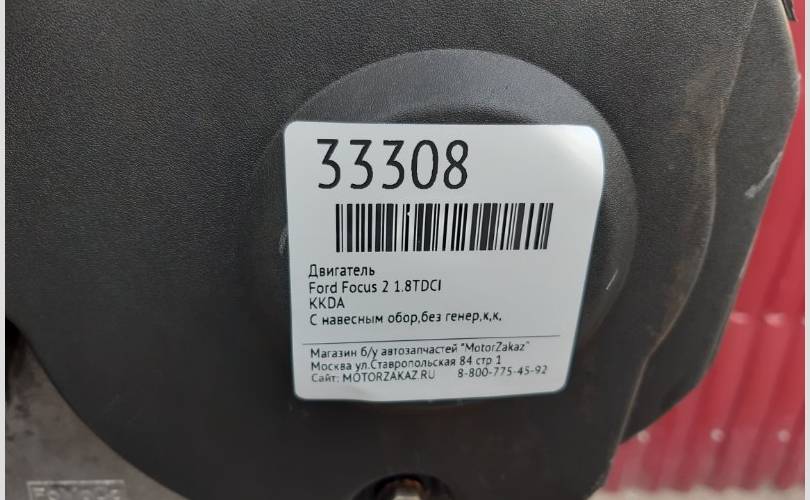 33308
Двигатель
Ford Focus 2 1.8TDCI
KKDA
С навесным обор,без генер,к,к,
Магазин б/у автозапчастей "MotorZakaz"
Москва ул.Ставропольская 84 стр 1
Сайт: MOTORZAKAZ.RU 8-800-775-45-92
FoMoCo